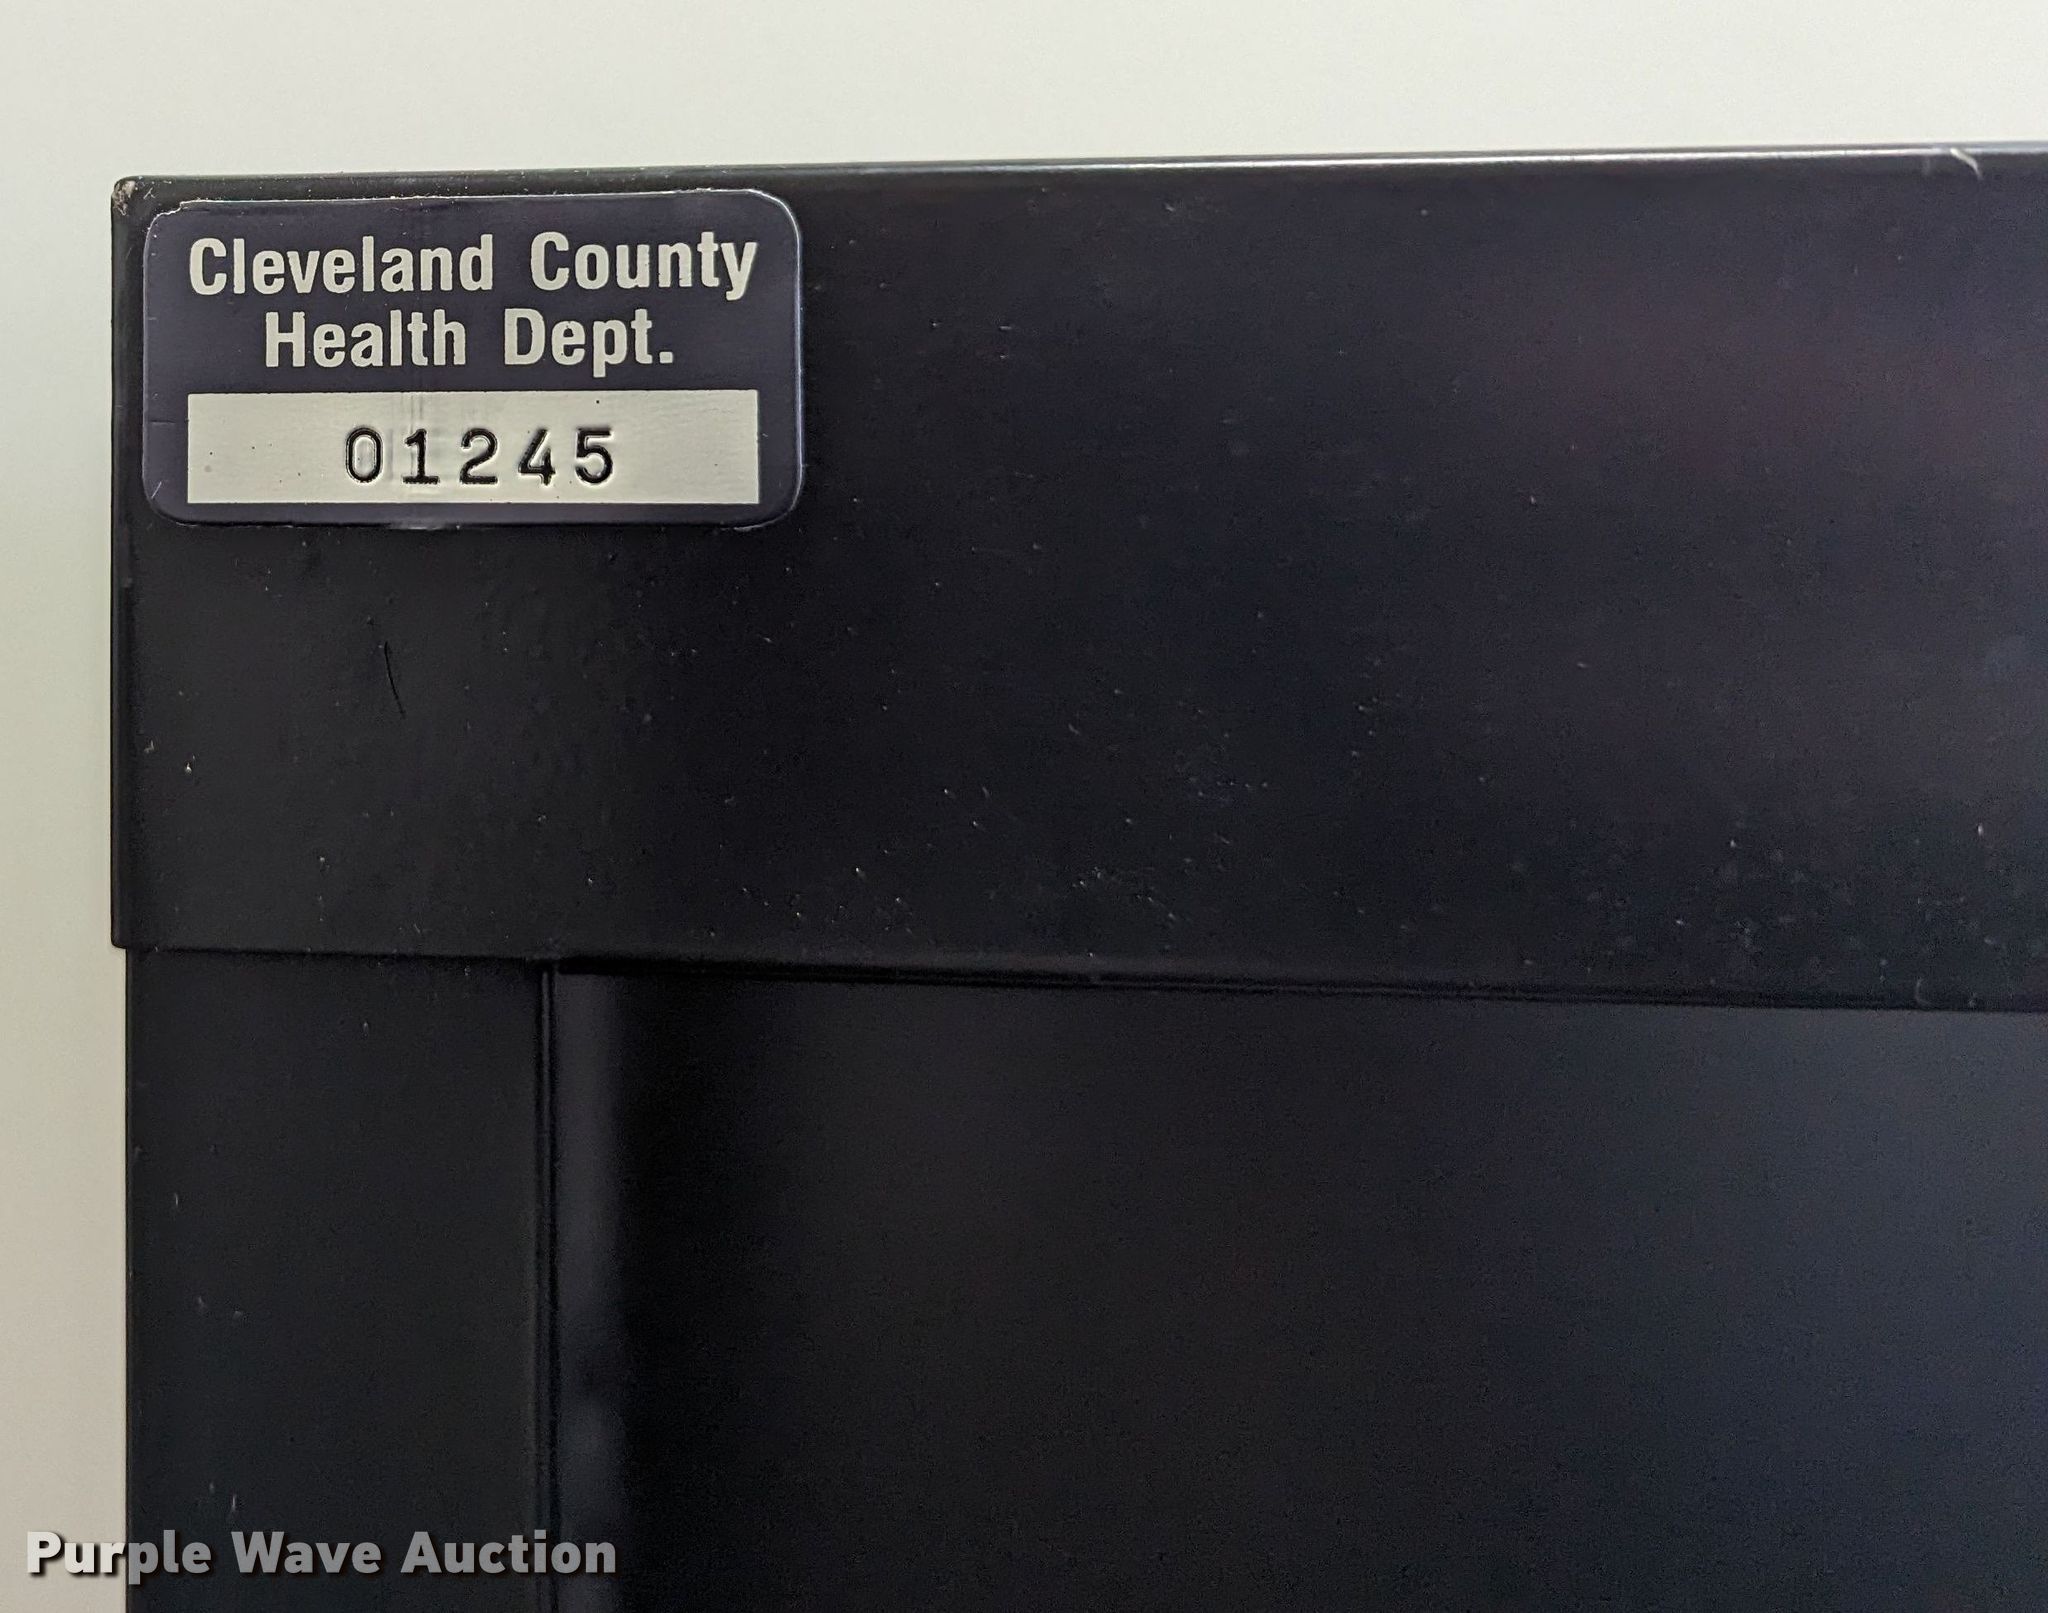 Cleveland County
Health Dept.
01245
Purple Wave Auction